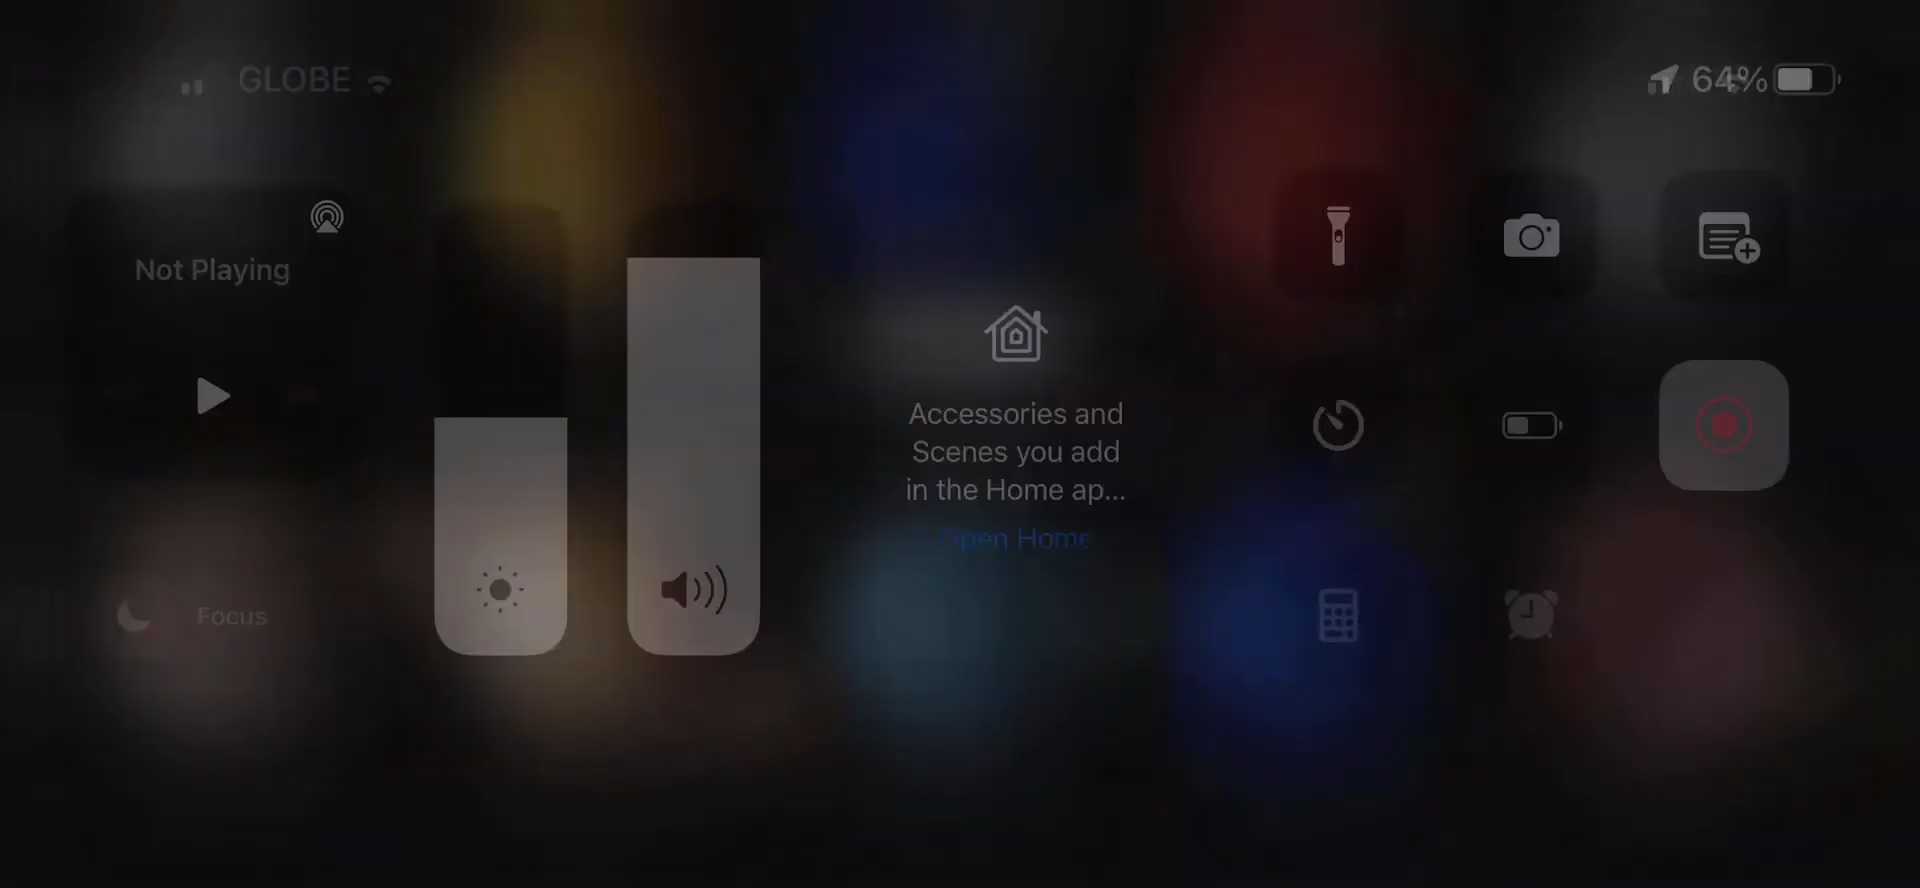 GLOBE
64%
Not Playing
Accessories and
Scenes you add
in the Home ap...
Open Home
Focus